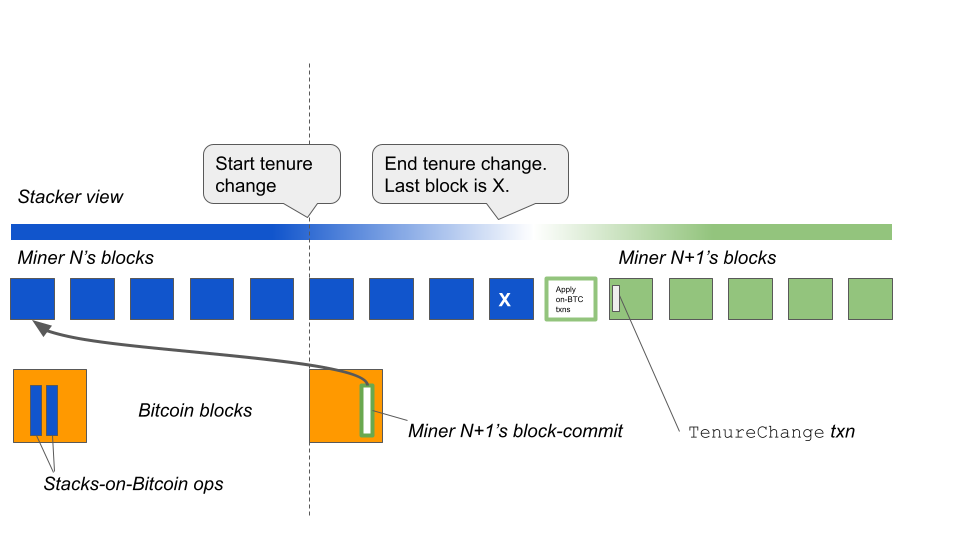 Start tenure
change
End tenure change.
Last block is X.
Stacker view
Miner N’s blocks
Miner N+1’s blocks
X
Apply
on-BTC
txns
Bitcoin blocks
Miner N+1’s block-commit
TenureChange txn
Stacks-on-Bitcoin ops